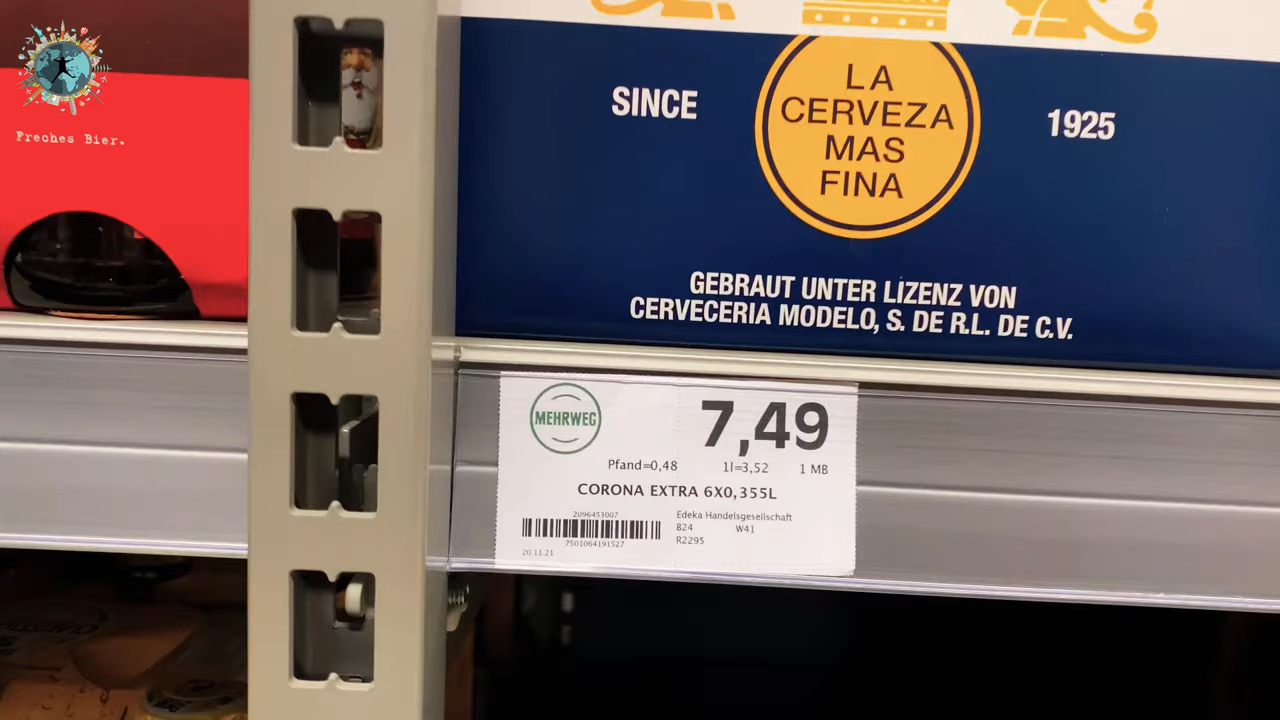 Freches Bier.
SINCE
LA
CERVEZA
MAS
FINA
1925
GEBRAUT UNTER LIZENZ VON
CERVECERIA MODELO, S. DE R.L. DE C.V.
MEHRWEG
7,49
Pfand=0,48 1l=3,52 1 MB
CORONA EXTRA 6X0,355L
2096453007
7501064191527
20.11.21
Edeka Handelsgesellschaft
B24 W41
R2295